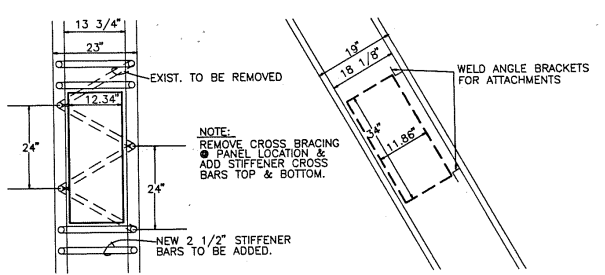 13 3/4"
23"
EXIST. TO BE REMOVED
12.34"
24"
24"
NOTE:
REMOVE CROSS BRACING
@ PANEL LOCATION &
ADD STIFFENER CROSS
BARS TOP & BOTTOM.
NEW 2 1/2" STIFFENER
BARS TO BE ADDED.
19"
18 1/8"
WELD ANGLE BRACKETS
FOR ATTACHMENTS
34"
11.86"